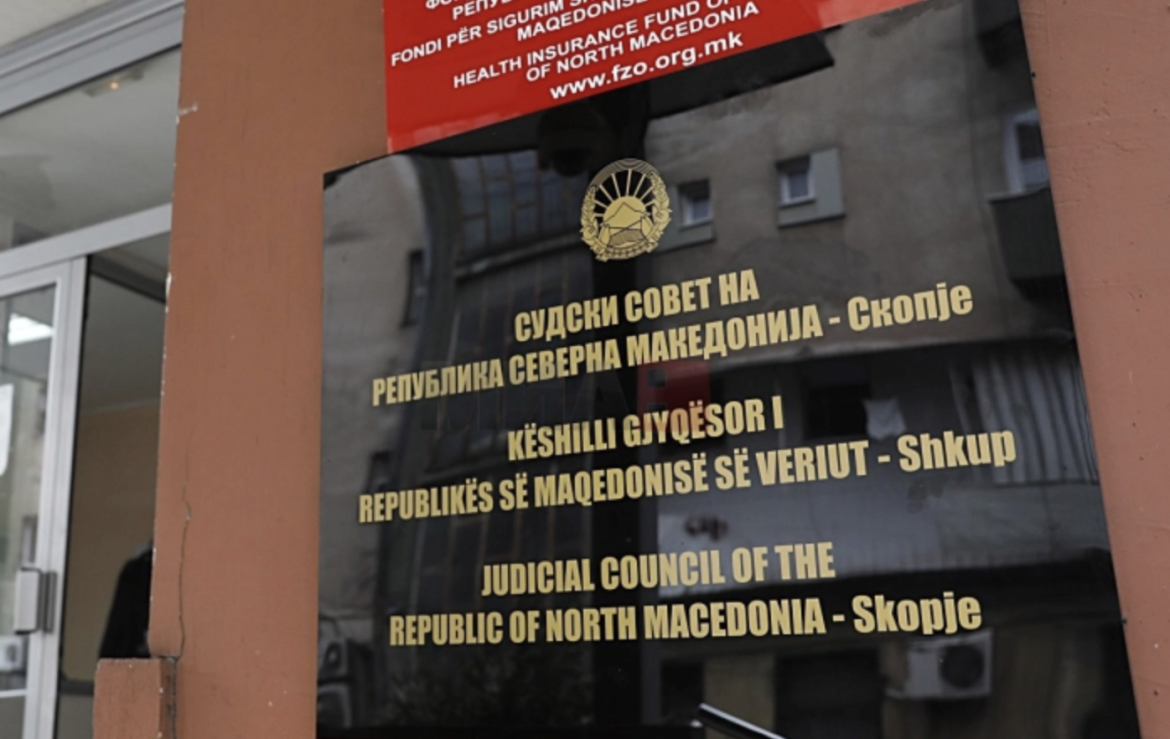 РЕПУБ
FONDI PËR SIGURIM
MAQEDONISË
HEALTH INSURANCE FUND OF
OF NORTH MACEDONIA
www.fzo.org.mk
СУДСКИ СОВЕТ НА
РЕПУБЛИКА СЕВЕРНА МАКЕДОНИЈА - Скопје
KËSHILLI GJYQËSOR I
REPUBLIKËS SË MAQEDONISË SË VERIUT - Shkup
JUDICIAL COUNCIL OF THE
REPUBLIC OF NORTH MACEDONIA - Skopje